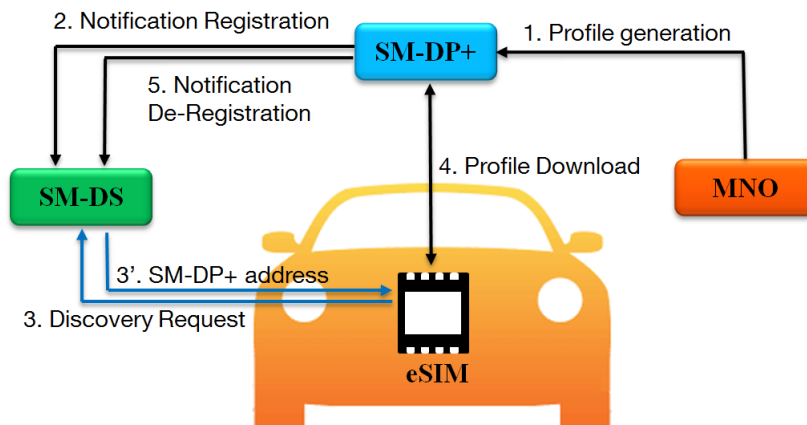 2. Notification Registration
1. Profile generation
SM-DP+
5. Notification
De-Registration
4. Profile Download
SM-DS
MNO
3'. SM-DP+ address
3. Discovery Request
eSIM